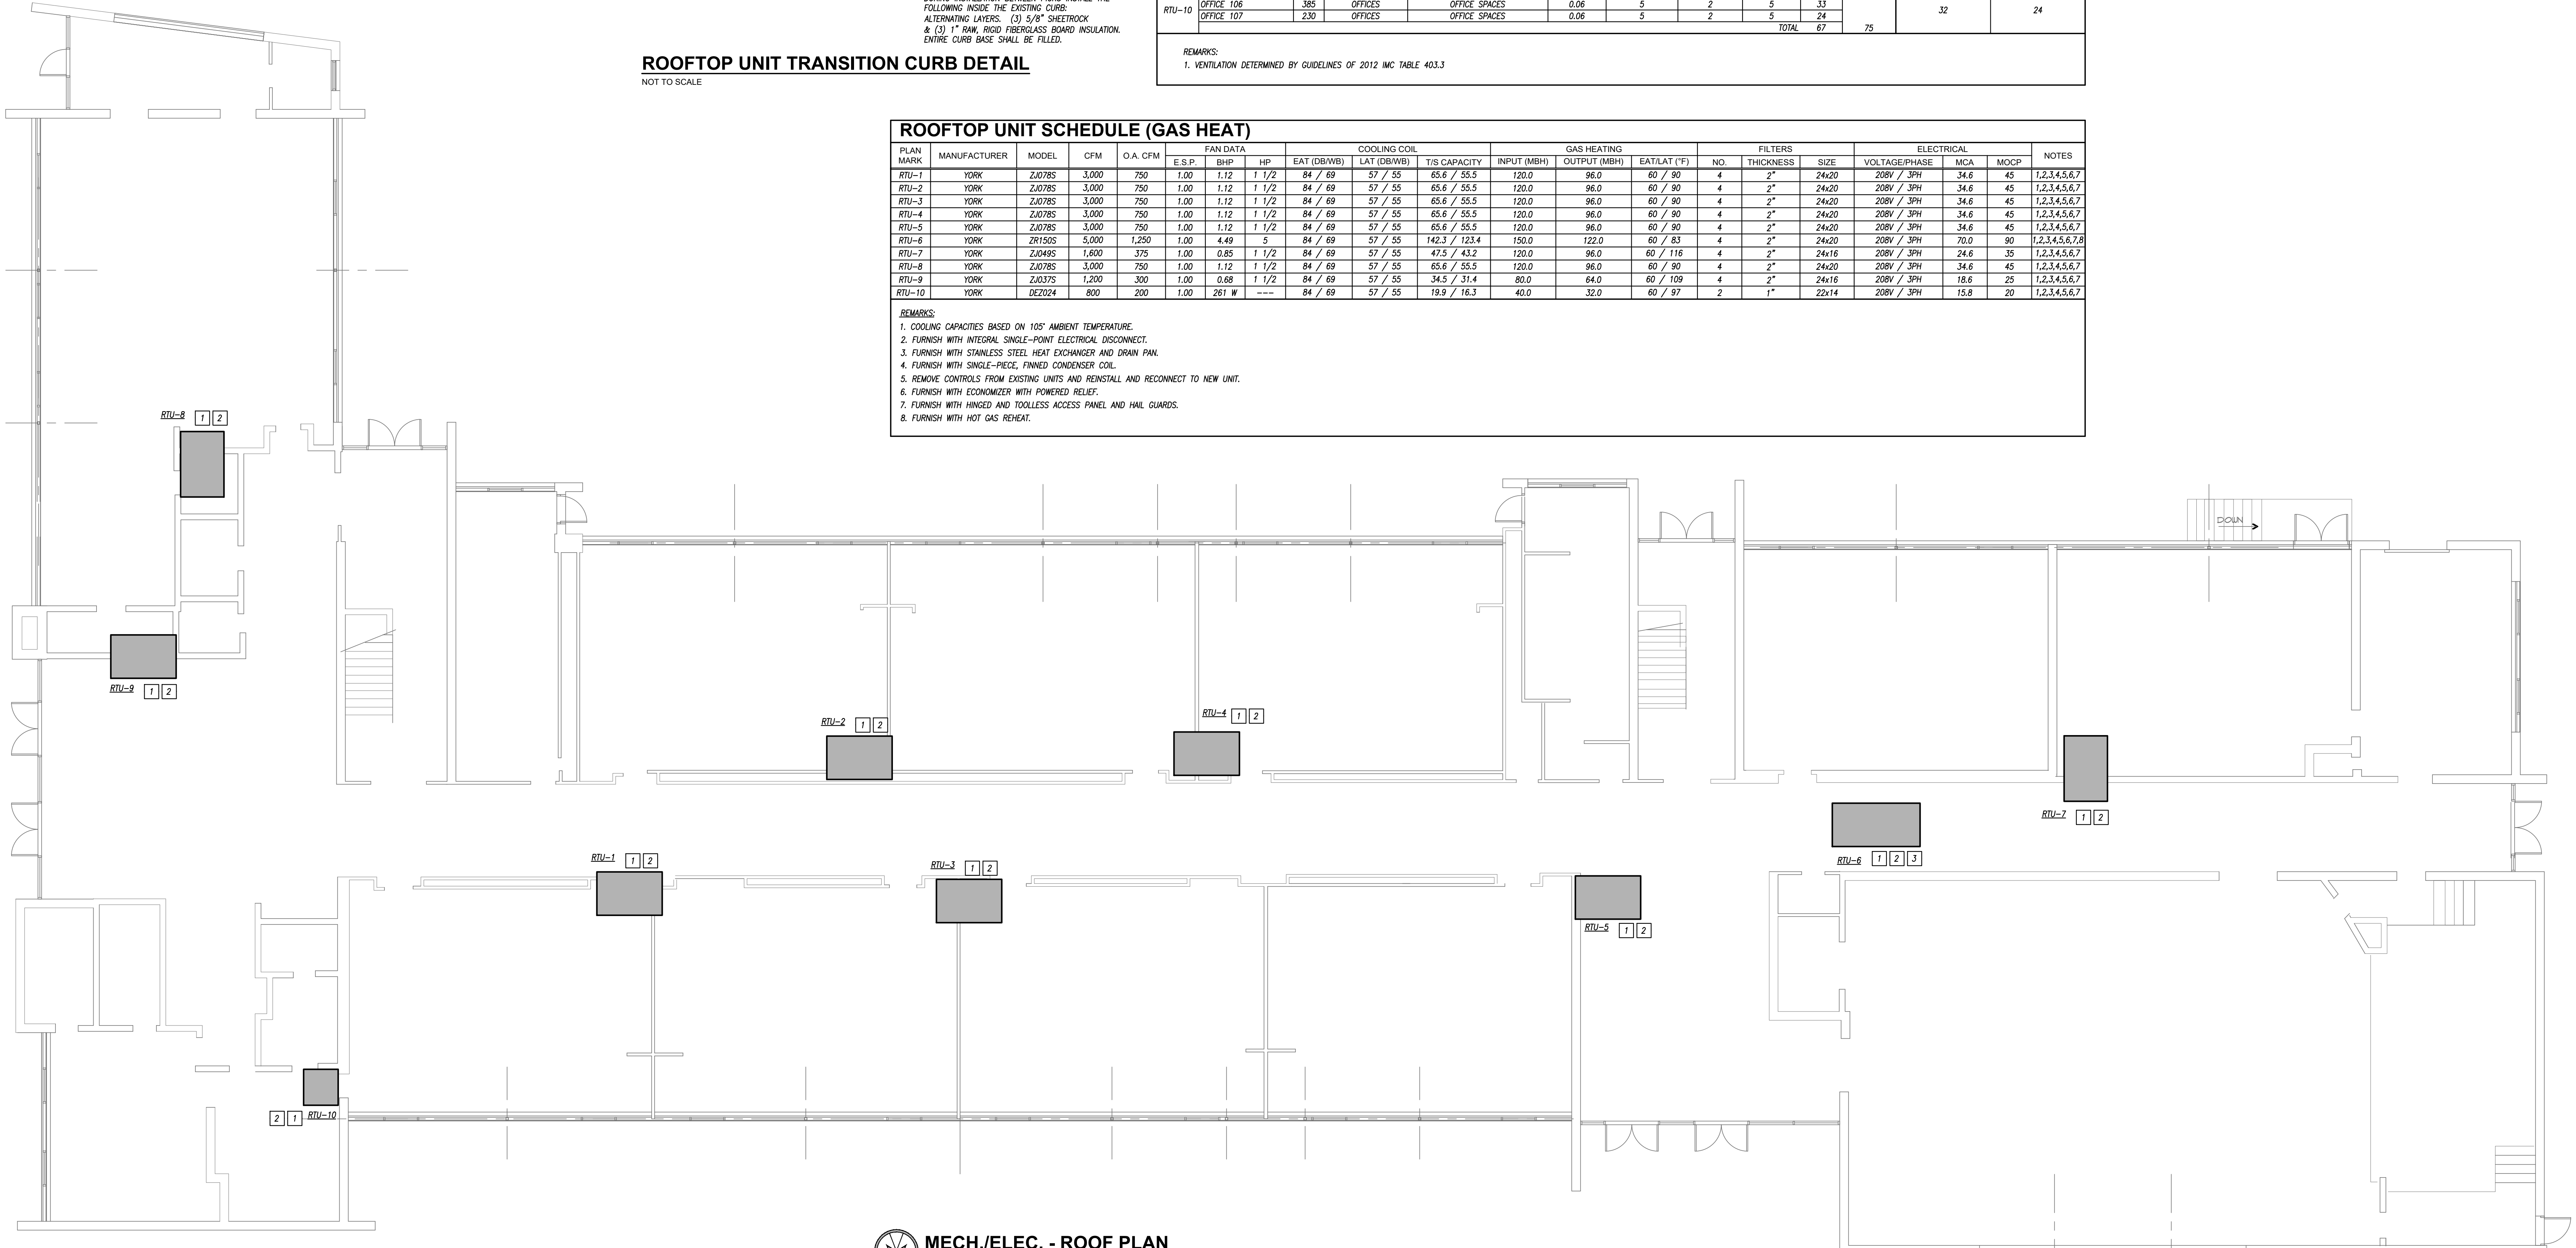 FOLLOWING INSIDE THE EXISTING CURB:
ALTERNATING LAYERS. (3) 5/8" SHEETROCK
& (3) 1" RAW, RIGID FIBERGLASS BOARD INSULATION.
ENTIRE CURB BASE SHALL BE FILLED.
ROOFTOP UNIT TRANSITION CURB DETAIL
NOT TO SCALE
RTU-10 OFFICE 106 385 OFFICES OFFICE SPACES 0.06 5 2 5 33 32 24
OFFICE 107 230 OFFICES OFFICE SPACES 0.06 5 2 5 24
TOTAL 67 75
REMARKS:
1. VENTILATION DETERMINED BY GUIDELINES OF 2012 IMC TABLE 403.3
ROOFTOP UNIT SCHEDULE (GAS HEAT)
PLAN MARK MANUFACTURER MODEL CFM O.A. CFM FAN DATA COOLING COIL GAS HEATING FILTERS ELECTRICAL NOTES
E.S.P. BHP HP EAT (DB/WB) LAT (DB/WB) T/S CAPACITY INPUT (MBH) OUTPUT (MBH) EAT/LAT (°F) NO. THICKNESS SIZE VOLTAGE/PHASE MCA MOCP
RTU-1 YORK ZJ078S 3,000 750 1.00 1.12 1 1/2 84 / 69 57 / 55 65.6 / 55.5 120.0 96.0 60 / 90 4 2" 24x20 208V / 3PH 34.6 45 1,2,3,4,5,6,7
RTU-2 YORK ZJ078S 3,000 750 1.00 1.12 1 1/2 84 / 69 57 / 55 65.6 / 55.5 120.0 96.0 60 / 90 4 2" 24x20 208V / 3PH 34.6 45 1,2,3,4,5,6,7
RTU-3 YORK ZJ078S 3,000 750 1.00 1.12 1 1/2 84 / 69 57 / 55 65.6 / 55.5 120.0 96.0 60 / 90 4 2" 24x20 208V / 3PH 34.6 45 1,2,3,4,5,6,7
RTU-4 YORK ZJ078S 3,000 750 1.00 1.12 1 1/2 84 / 69 57 / 55 65.6 / 55.5 120.0 96.0 60 / 90 4 2" 24x20 208V / 3PH 34.6 45 1,2,3,4,5,6,7
RTU-5 YORK ZJ078S 3,000 750 1.00 1.12 1 1/2 84 / 69 57 / 55 65.6 / 55.5 120.0 96.0 60 / 90 4 2" 24x20 208V / 3PH 34.6 45 1,2,3,4,5,6,7
RTU-6 YORK ZR150S 5,000 1,250 1.00 4.49 5 84 / 69 57 / 55 142.3 / 123.4 150.0 122.0 60 / 83 4 2" 24x20 208V / 3PH 70.0 90 1,2,3,4,5,6,7,8
RTU-7 YORK ZJ049S 1,600 375 1.00 0.85 1 1/2 84 / 69 57 / 55 47.5 / 43.2 120.0 96.0 60 / 116 4 2" 24x16 208V / 3PH 24.6 35 1,2,3,4,5,6,7
RTU-8 YORK ZJ078S 3,000 750 1.00 1.12 1 1/2 84 / 69 57 / 55 65.6 / 55.5 120.0 96.0 60 / 90 4 2" 24x20 208V / 3PH 34.6 45 1,2,3,4,5,6,7
RTU-9 YORK ZJ037S 1,200 300 1.00 0.68 1 1/2 84 / 69 57 / 55 34.5 / 31.4 80.0 64.0 60 / 109 4 2" 24x16 208V / 3PH 18.6 25 1,2,3,4,5,6,7
RTU-10 YORK DEZ024 800 200 1.00 261 W --- 84 / 69 57 / 55 19.9 / 16.3 40.0 32.0 60 / 97 2 1" 22x14 208V / 3PH 15.8 20 1,2,3,4,5,6,7
REMARKS:
1. COOLING CAPACITIES BASED ON 105° AMBIENT TEMPERATURE.
2. FURNISH WITH INTEGRAL SINGLE-POINT ELECTRICAL DISCONNECT.
3. FURNISH WITH STAINLESS STEEL HEAT EXCHANGER AND DRAIN PAN.
4. FURNISH WITH SINGLE-PIECE, FINNED CONDENSER COIL.
5. REMOVE CONTROLS FROM EXISTING UNITS AND REINSTALL AND RECONNECT TO NEW UNIT.
6. FURNISH WITH ECONOMIZER WITH POWERED RELIEF.
7. FURNISH WITH HINGED AND TOOLLESS ACCESS PANEL AND HAIL GUARDS.
8. FURNISH WITH HOT GAS REHEAT.
RTU-8 1 2
DOWN
RTU-9 1 2
RTU-2 1 2
RTU-4 1 2
RTU-7 1 2
RTU-1 1 2
RTU-3 1 2
RTU-6 1 2 3
RTU-5 1 2
2 1 RTU-10
MECH./ELEC. - ROOF PLAN